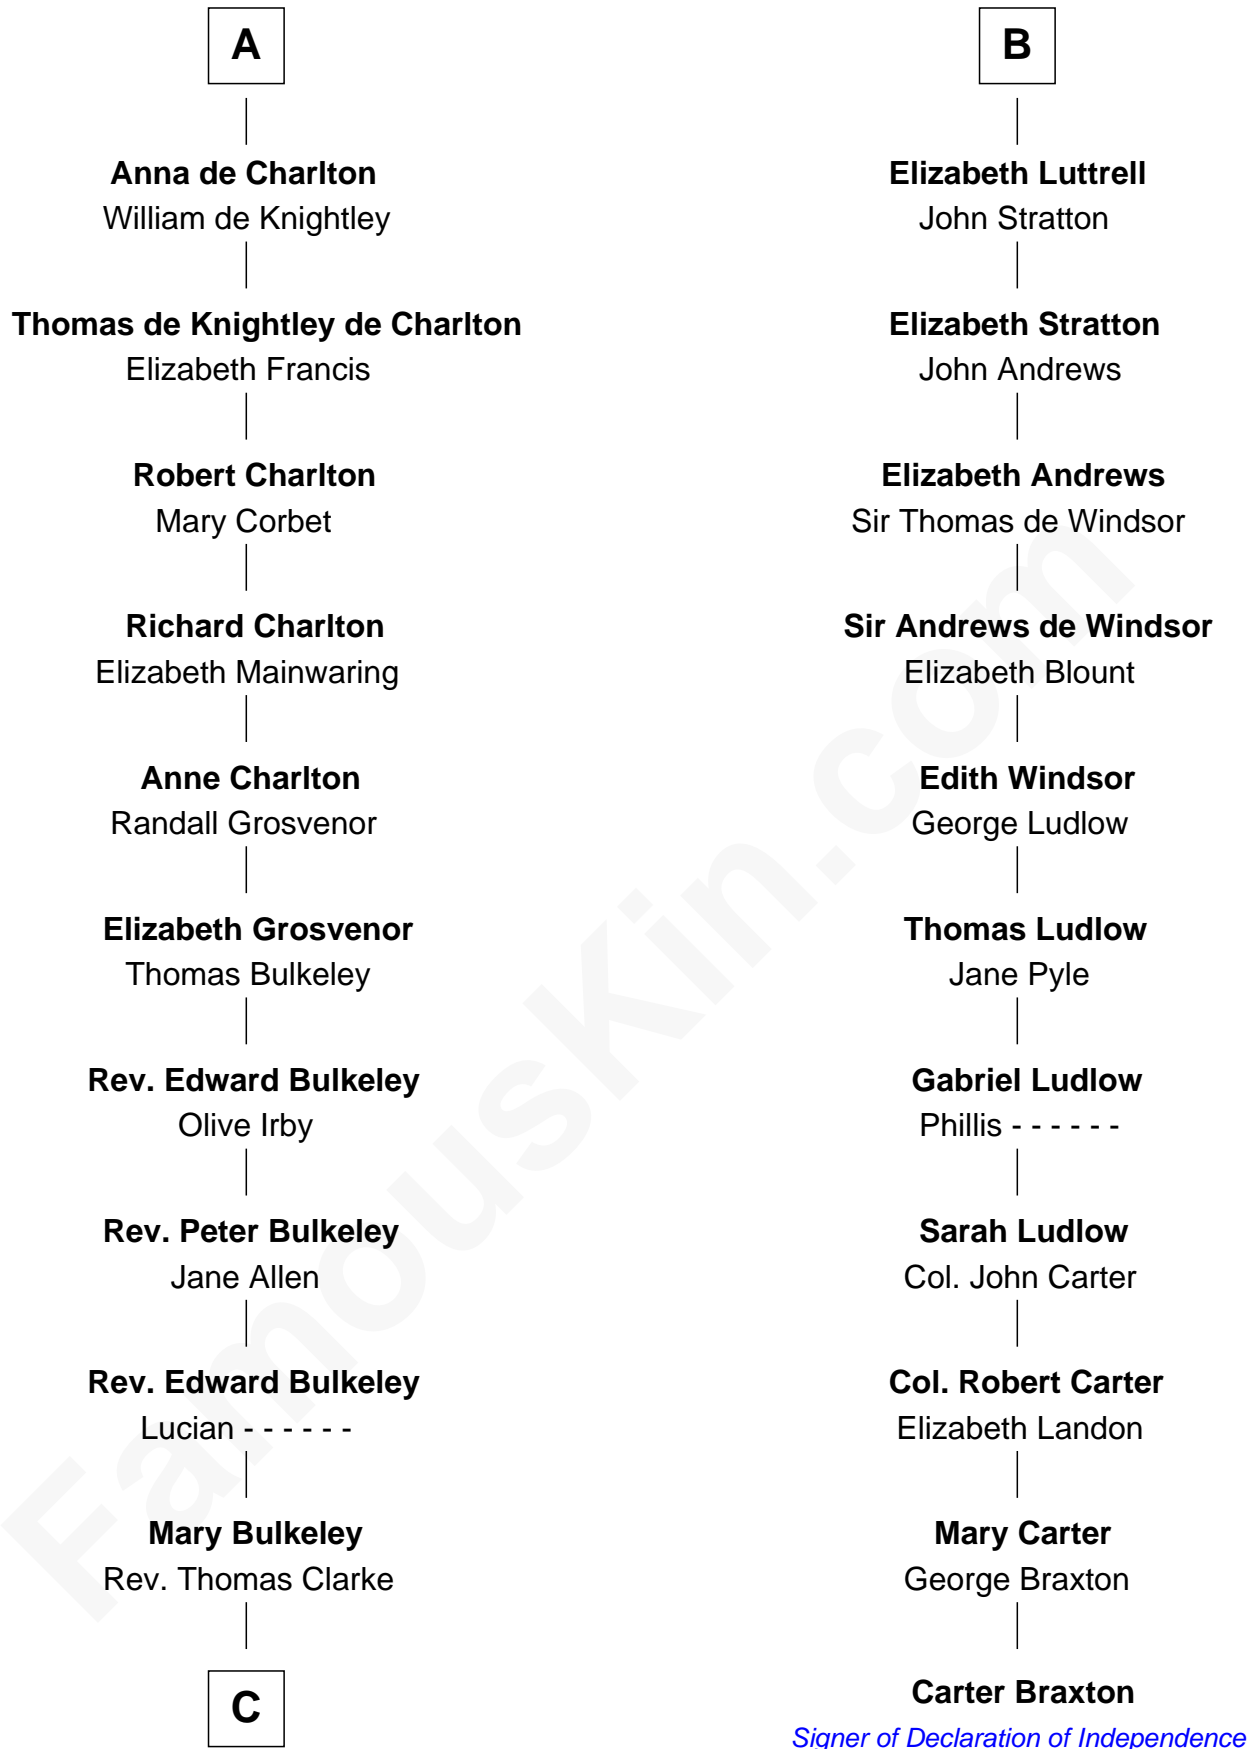 A
Anna de Charlton
William de Knightley
Thomas de Knightley de Charlton
Elizabeth Francis
Robert Charlton
Mary Corbet
Richard Charlton
Elizabeth Mainwaring
Anne Charlton
Randall Grosvenor
Elizabeth Grosvenor
Thomas Bulkeley
Rev. Edward Bulkeley
Olive Irby
Rev. Peter Bulkeley
Jane Allen
Rev. Edward Bulkeley
Lucian - - - - - -
Mary Bulkeley
Rev. Thomas Clarke
C
B
Elizabeth Luttrell
John Stratton
Elizabeth Stratton
John Andrews
Elizabeth Andrews
Sir Thomas de Windsor
Sir Andrews de Windsor
Elizabeth Blount
Edith Windsor
George Ludlow
Thomas Ludlow
Jane Pyle
Gabriel Ludlow
Phillis - - - - - -
Sarah Ludlow
Col. John Carter
Col. Robert Carter
Elizabeth Landon
Mary Carter
George Braxton
Carter Braxton
Signer of Declaration of Independence
FamousKin.com